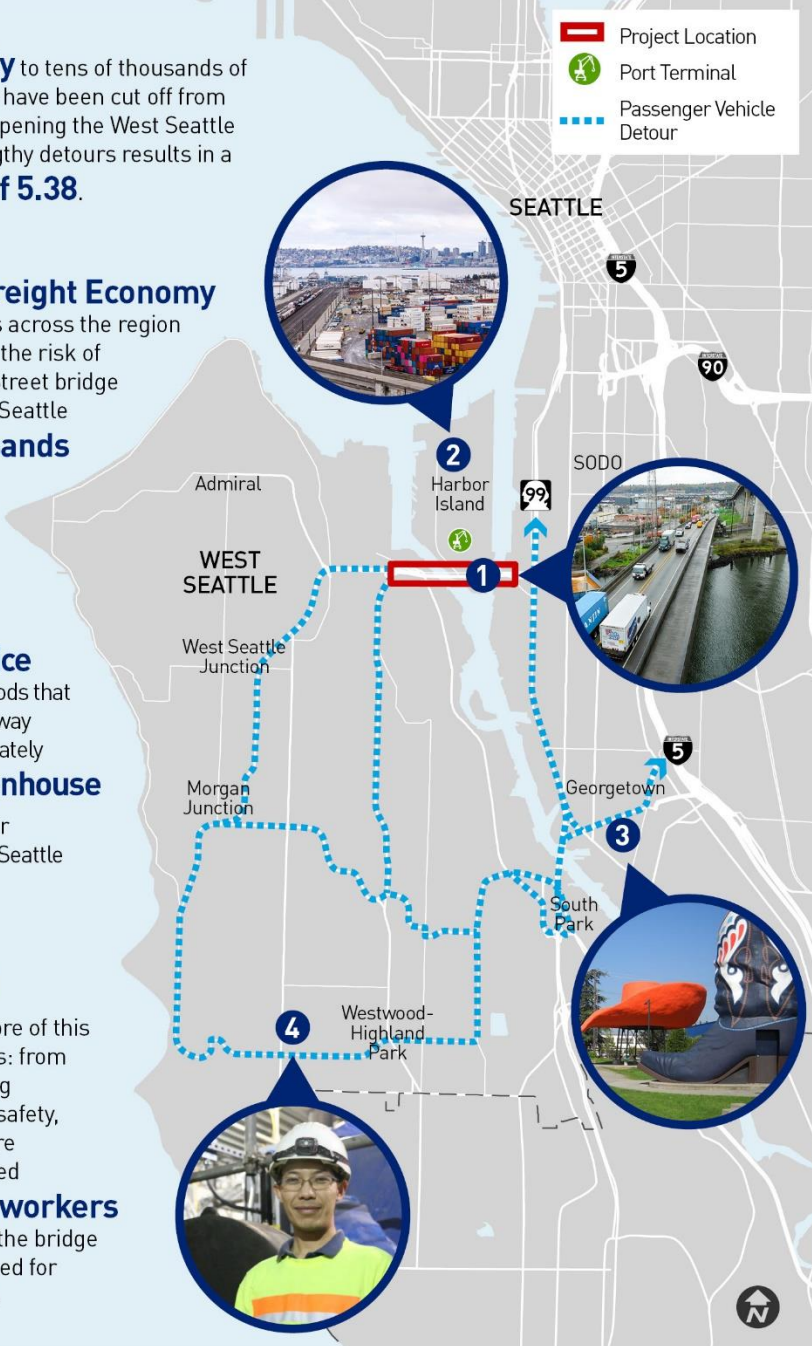 y to tens of thousands of
have been cut off from
pening the West Seattle
gthy detours results in a
f 5.38.
reight Economy
s across the region
the risk of
Street bridge
Seattle
ands
ce
ods that
way
ately
nhouse
r
Seattle
ore of this
s: from
g
safety,
re
ed
workers
the bridge
ed for
Project Location
Port Terminal
Passenger Vehicle
Detour
SEATTLE
INTERSTATE
5
INTERSTATE
90
2
Harbor
Island
99
SODO
Admiral
1
WEST
SEATTLE
West Seattle
Junction
INTERSTATE
5
Morgan
Junction
Georgetown
3
South
Park
4
Westwood-
Highland
Park
N